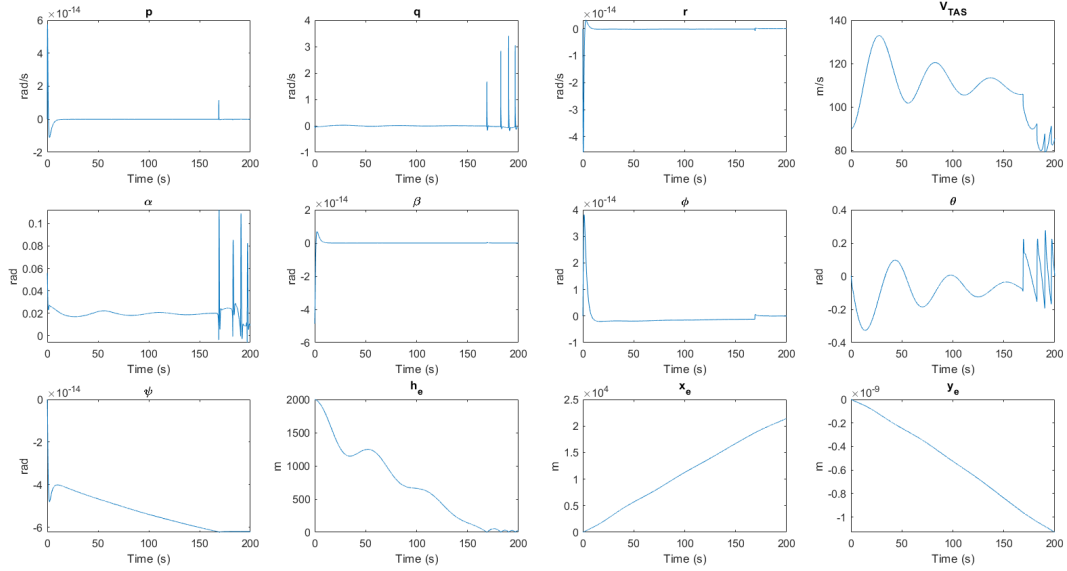 p
×10-14
6
4
2
0
-2
rad/s
0 50 100 150 200
Time (s)
q
4
3
2
1
0
-1
rad/s
0 50 100 150 200
Time (s)
r
×10-14
0
-1
-2
-3
-4
rad/s
0 50 100 150 200
Time (s)
VTAS
120
100
80
m/s
0 50 100 150 200
Time (s)
α
0.1
0.08
0.06
0.04
0.02
0
rad
0 50 100 150 200
Time (s)
β
×10-14
2
0
-2
-4
-6
rad
0 50 100 150 200
Time (s)
φ
×10-14
4
3
2
1
0
-1
rad
0 50 100 150 200
Time (s)
θ
0.4
0.2
0
-0.2
-0.4
rad
0 50 100 150 200
Time (s)
ψ
×10-14
0
-2
-4
-6
rad
0 50 100 150 200
Time (s)
he
2000
1500
1000
500
0
m
0 50 100 150 200
Time (s)
xe
×104
2.5
2
1.5
1
0.5
0
m
0 50 100 150 200
Time (s)
ye
×10-9
0
-0.2
-0.4
-0.6
-0.8
-1
m
0 50 100 150 200
Time (s)